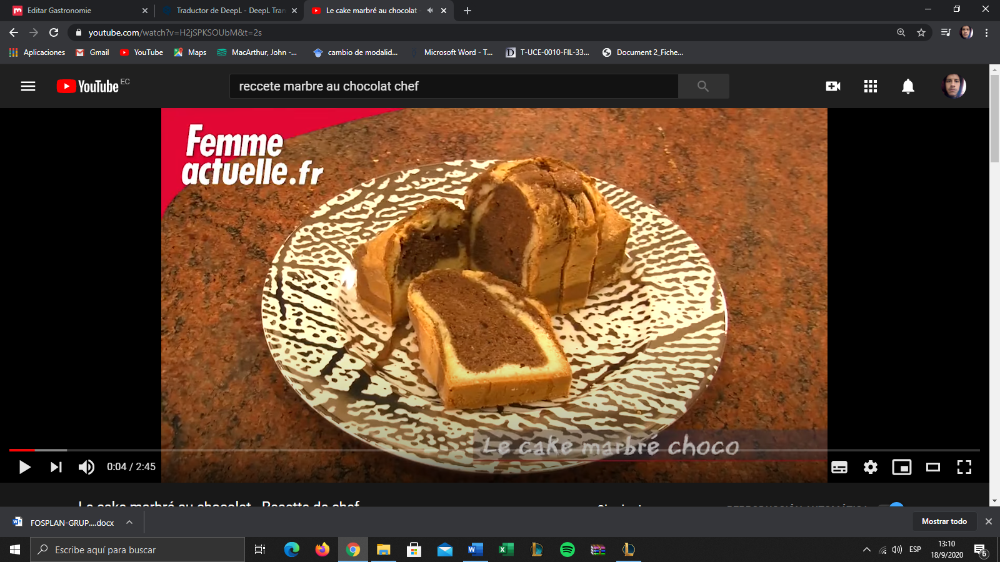 Editar Gastronomie
Traductor de DeepL - DeepL Tran
Le cake marbré au chocolat -
youtube.com/watch?v=H2jSPKSOUbM&t=2s
Aplicaciones
Gmail
YouTube
Maps
MacArthur, John -...
cambio de modalid...
Microsoft Word - T...
T-UCE-0010-FIL-33...
Document 2_Fiche...
YouTube EC
reccete marbre au chocolat chef
Femme
actuelle.fr
Le cake marbré choco
0:04 / 2:45
Le cake marbré au chocolat - Recette de chef
REPRODUCCIÓN AUTOMÁTICA
FOSPLAN-GRUP....docx
Mostrar todo
Escribe aquí para buscar
ESP
13:10
18/9/2020
6